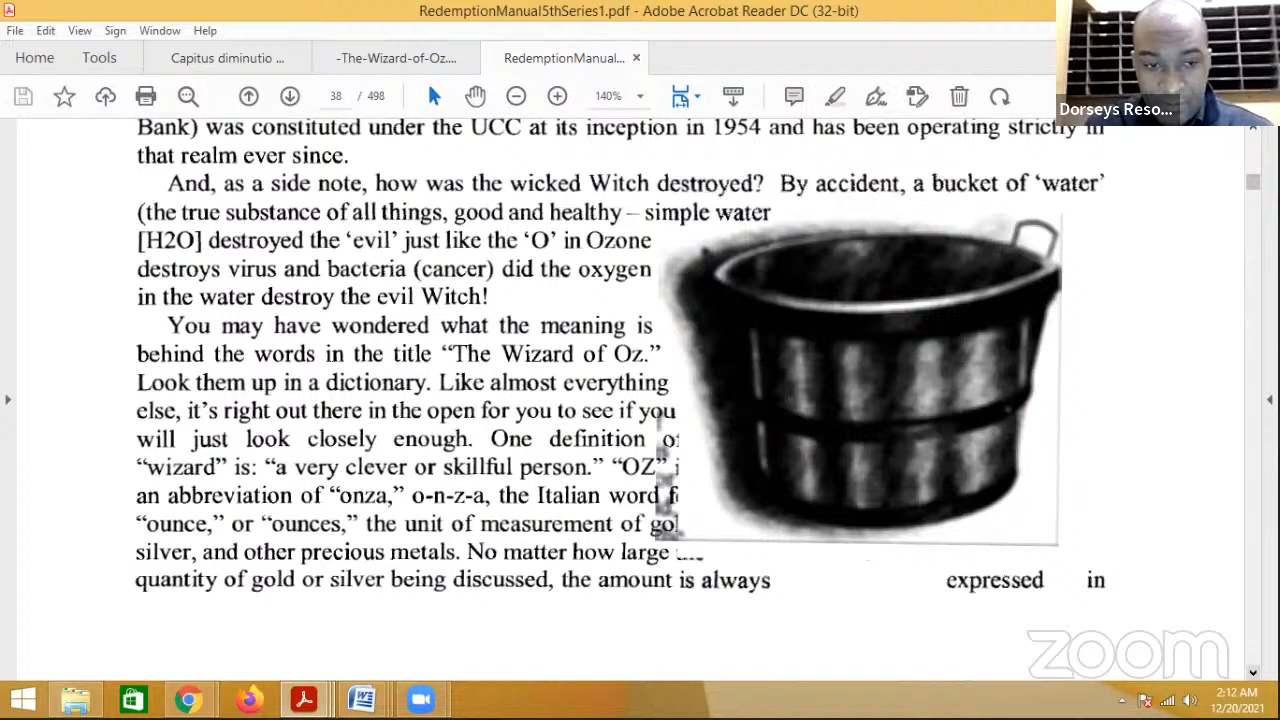 RedemptionManual5thSeries1.pdf - Adobe Acrobat Reader DC (32-bit)
File Edit View Sign Window Help
Home Tools Capitus diminutio ... -The-Wizard-of_Oz.... RedemptionManual... ×
38 140%
Dorseys Reso...
Bank) was constituted under the UCC at its inception in 1954 and has been operating strictly in
that realm ever since.
And, as a side note, how was the wicked Witch destroyed? By accident, a bucket of ‘water’
(the true substance of all things, good and healthy – simple water
[H2O] destroyed the ‘evil’ just like the ‘O’ in Ozone
destroys virus and bacteria (cancer) did the oxygen
in the water destroy the evil Witch!
You may have wondered what the meaning is
behind the words in the title “The Wizard of Oz.”
Look them up in a dictionary. Like almost everything
else, it’s right out there in the open for you to see if you
will just look closely enough. One definition of
“wizard” is: “a very clever or skillful person.” “OZ”
an abbreviation of “onza,” o-n-z-a, the Italian word
“ounce,” or “ounces,” the unit of measurement of
silver, and other precious metals. No matter how large
quantity of gold or silver being discussed, the amount is always expressed in
zoom
2:12 AM
12/20/2021